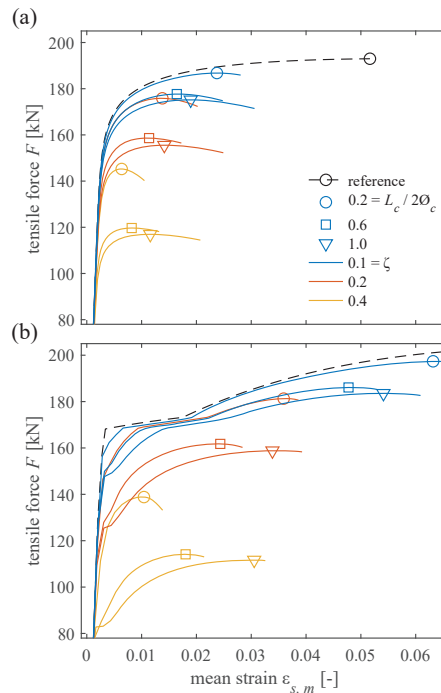 (a)
200
180
160
140
120
100
80
tensile force F [kN]
reference
0.2 = L_c / 2Ø_c
0.6
1.0
0.1 = ζ
0.2
0.4
(b)
200
180
160
140
120
100
80
tensile force F [kN]
0 0.01 0.02 0.03 0.04 0.05 0.06
mean strain ε_{s, m} [-]